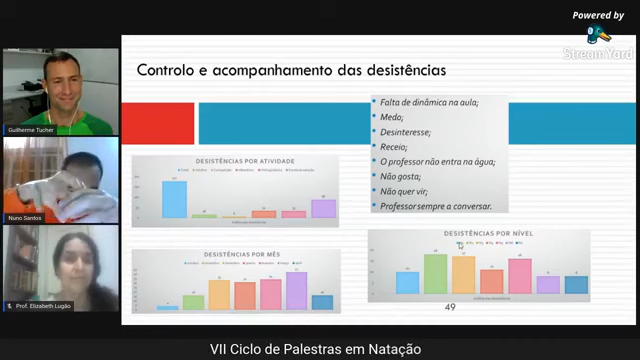 Powered by
StreamYard
Controlo e acompanhamento das desistências
Falta de dinâmica na aula;
Medo;
Desinteresse;
Receio;
O professor não entra na água;
Não gosta;
Não quer vir;
Professor sempre a conversar.
DESISTÊNCIAS POR ATIVIDADE
DESISTÊNCIAS POR NÍVEL
DESISTÊNCIAS POR MÊS
49
Guilherme Tucher
Nuno Santos
Prof. Elizabeth Lugão
VII Ciclo de Palestras em Natação